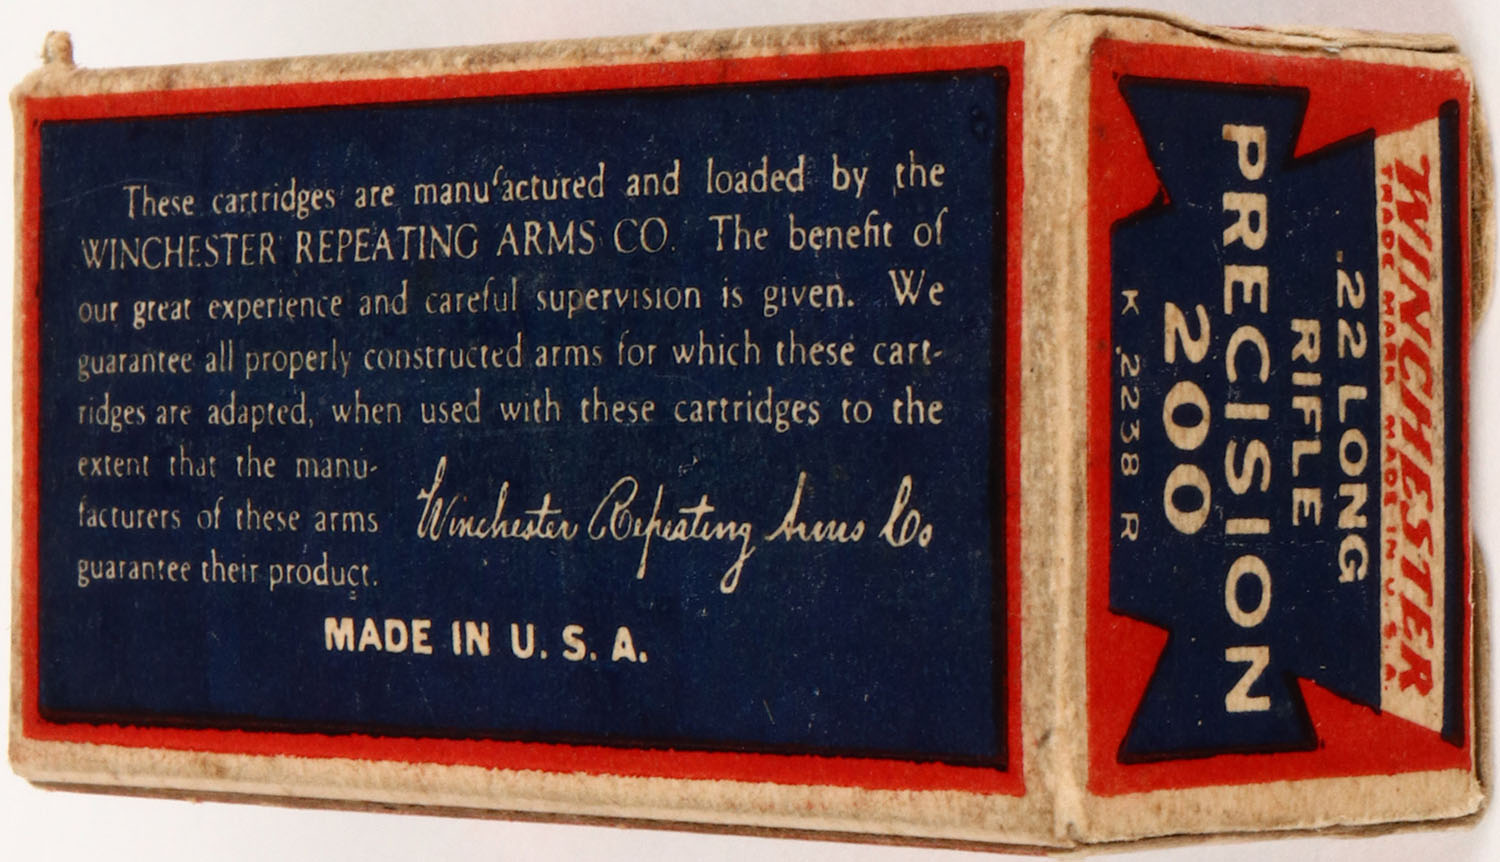 These cartridges are manufactured and loaded by the
WINCHESTER REPEATING ARMS CO. The benefit of
our great experience and careful supervision is given. We
guarantee all properly constructed arms for which these cart-
ridges are adapted, when used with these cartridges to the
extent that the manu-
facturers of these arms
guarantee their product.
Winchester Repeating Arms Co
MADE IN U. S. A.
WINCHESTER
TRADE MARK MADE IN U.S.A.
.22 LONG
RIFLE
PRECISION
200
K 2238 R